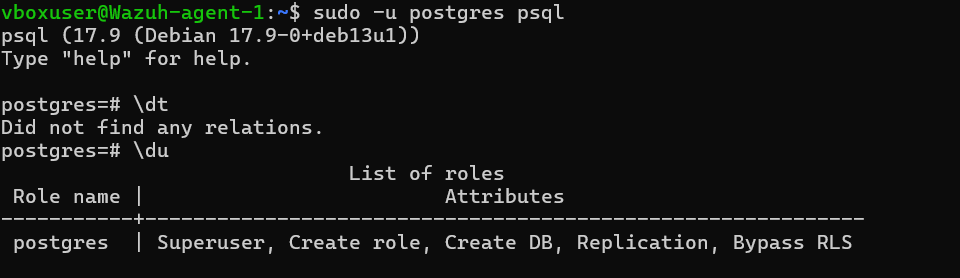 vboxuser@Wazuh-agent-1:~$ sudo -u postgres psql
psql (17.9 (Debian 17.9-0+deb13u1))
Type "help" for help.

postgres=# \dt
Did not find any relations.
postgres=# \du
                             List of roles
 Role name |                         Attributes
-----------+------------------------------------------------------------
 postgres  | Superuser, Create role, Create DB, Replication, Bypass RLS